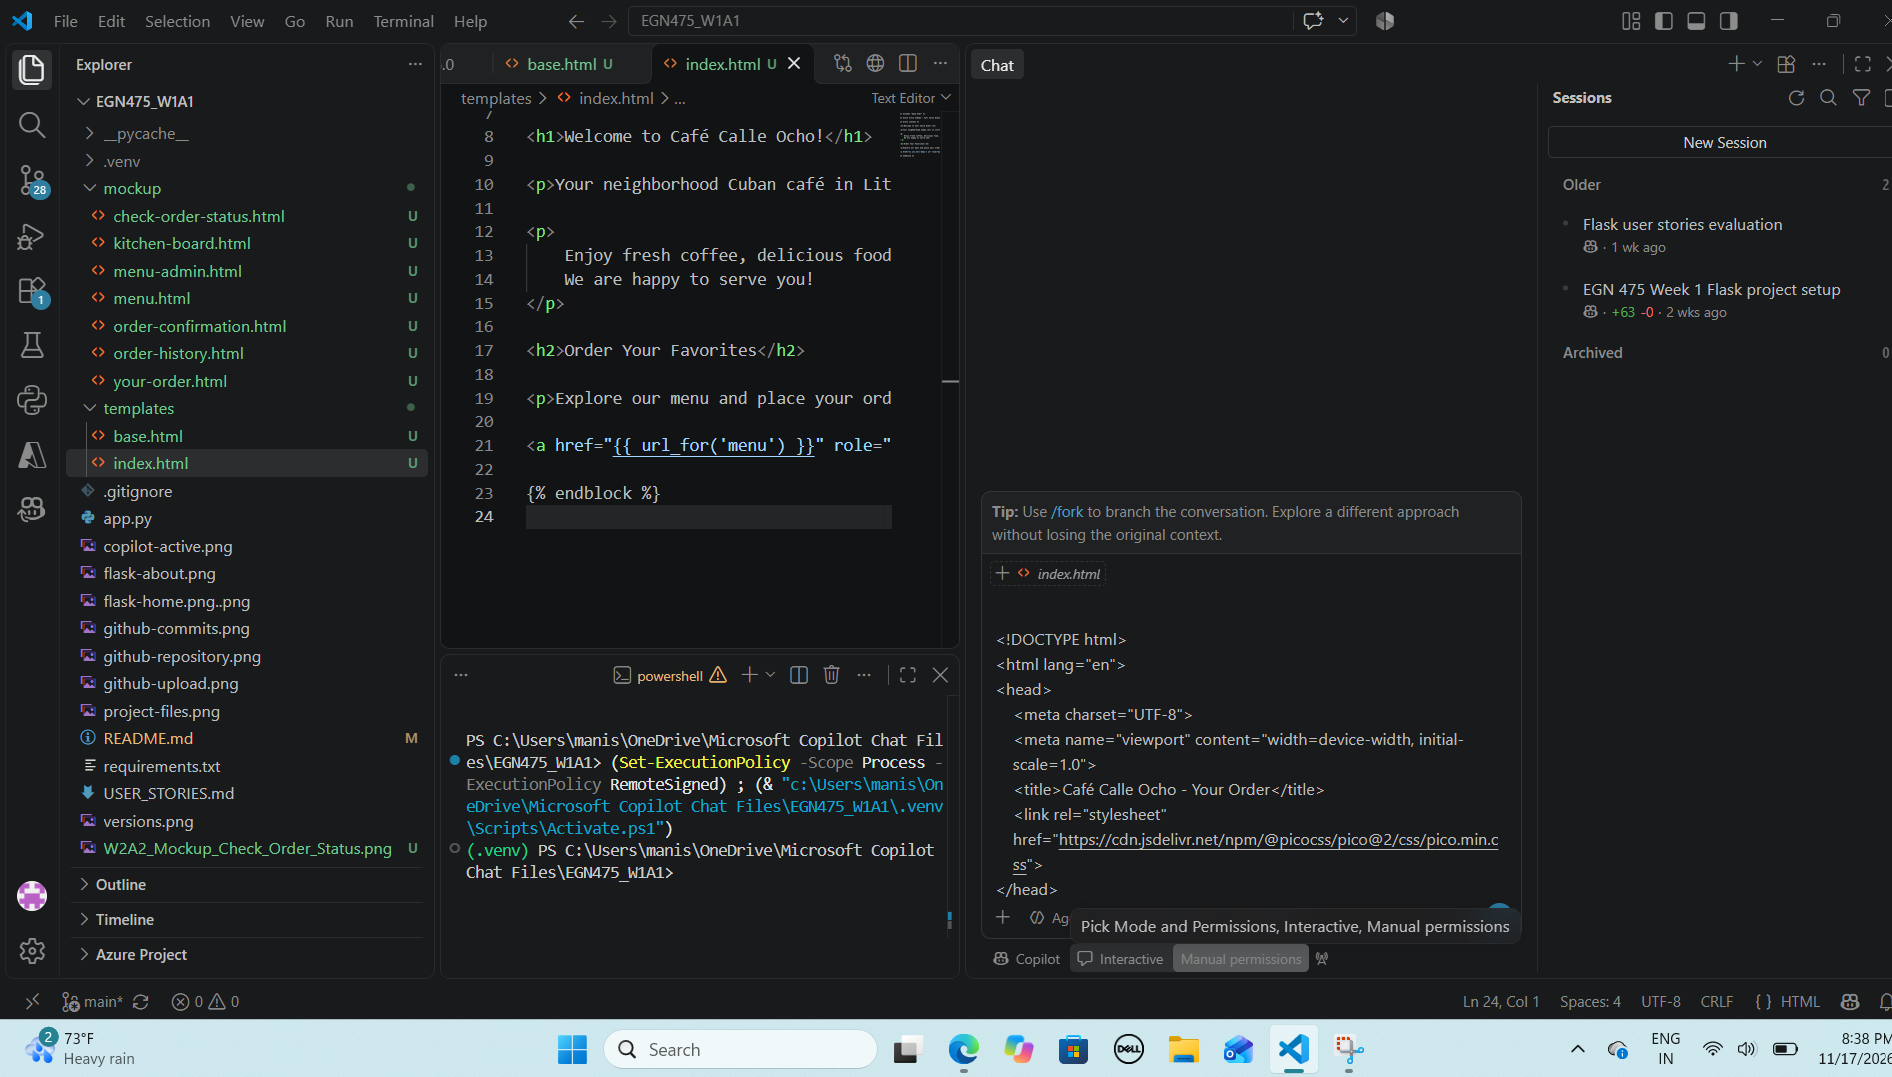 File Edit Selection View Go Run Terminal Help
EGN475_W1A1
Explorer
EGN475_W1A1
__pycache__
.venv
mockup
check-order-status.html U
kitchen-board.html U
menu-admin.html U
menu.html U
order-confirmation.html U
order-history.html U
your-order.html U
templates
base.html U
index.html U
.gitignore
app.py
copilot-active.png
flask-about.png
flask-home.png..png
github-commits.png
github-repository.png
github-upload.png
project-files.png
README.md M
requirements.txt
USER_STORIES.md
versions.png
W2A2_Mockup_Check_Order_Status.png U
Outline
Timeline
Azure Project
28
1
.0 base.html U index.html U
templates > index.html > ... Text Editor
7
8 <h1>Welcome to Café Calle Ocho!</h1>
9
10 <p>Your neighborhood Cuban café in Lit
11
12 <p>
13 Enjoy fresh coffee, delicious food
14 We are happy to serve you!
15 </p>
16
17 <h2>Order Your Favorites</h2>
18
19 <p>Explore our menu and place your ord
20
21 <a href="{{ url_for('menu') }}" role="
22
23 {% endblock %}
24
powershell
PS C:\Users\manis\OneDrive\Microsoft Copilot Chat Fil
es\EGN475_W1A1> (Set-ExecutionPolicy -Scope Process -
ExecutionPolicy RemoteSigned) ; (& "c:\Users\manis\On
eDrive\Microsoft Copilot Chat Files\EGN475_W1A1\.venv
\Scripts\Activate.ps1")
(.venv) PS C:\Users\manis\OneDrive\Microsoft Copilot
Chat Files\EGN475_W1A1>
Chat
Tip: Use /fork to branch the conversation. Explore a different approach
without losing the original context.
index.html
<!DOCTYPE html>
<html lang="en">
<head>
<meta charset="UTF-8">
<meta name="viewport" content="width=device-width, initial-
scale=1.0">
<title>Café Calle Ocho - Your Order</title>
<link rel="stylesheet"
href="https://cdn.jsdelivr.net/npm/@picocss/pico@2/css/pico.min.c
ss">
</head>
Ag
Pick Mode and Permissions, Interactive, Manual permissions
Copilot Interactive Manual permissions
Sessions
New Session
Older 2
Flask user stories evaluation
· 1 wk ago
EGN 475 Week 1 Flask project setup
· +63 -0 · 2 wks ago
Archived 0
main* 0 0
Ln 24, Col 1 Spaces: 4 UTF-8 CRLF { } HTML
2
73°F
Heavy rain
Search
DELL
ENG
IN
8:38 PM
11/17/2026